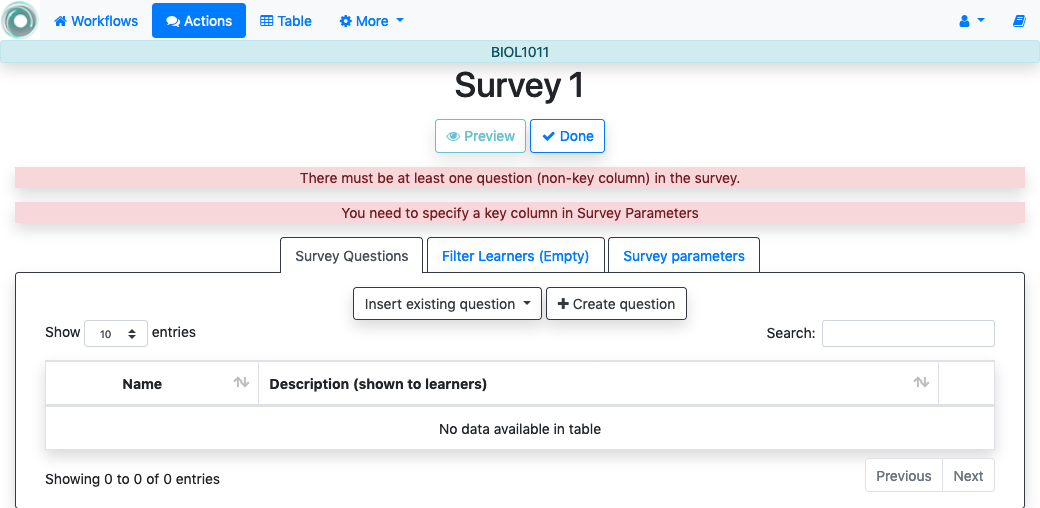 Workflows Actions Table More
BIOL1011
Survey 1
Preview Done
There must be at least one question (non-key column) in the survey.
You need to specify a key column in Survey Parameters
Survey Questions Filter Learners (Empty) Survey parameters
Insert existing question Create question
Show 10 entries Search:
Name Description (shown to learners)
No data available in table
Showing 0 to 0 of 0 entries Previous Next